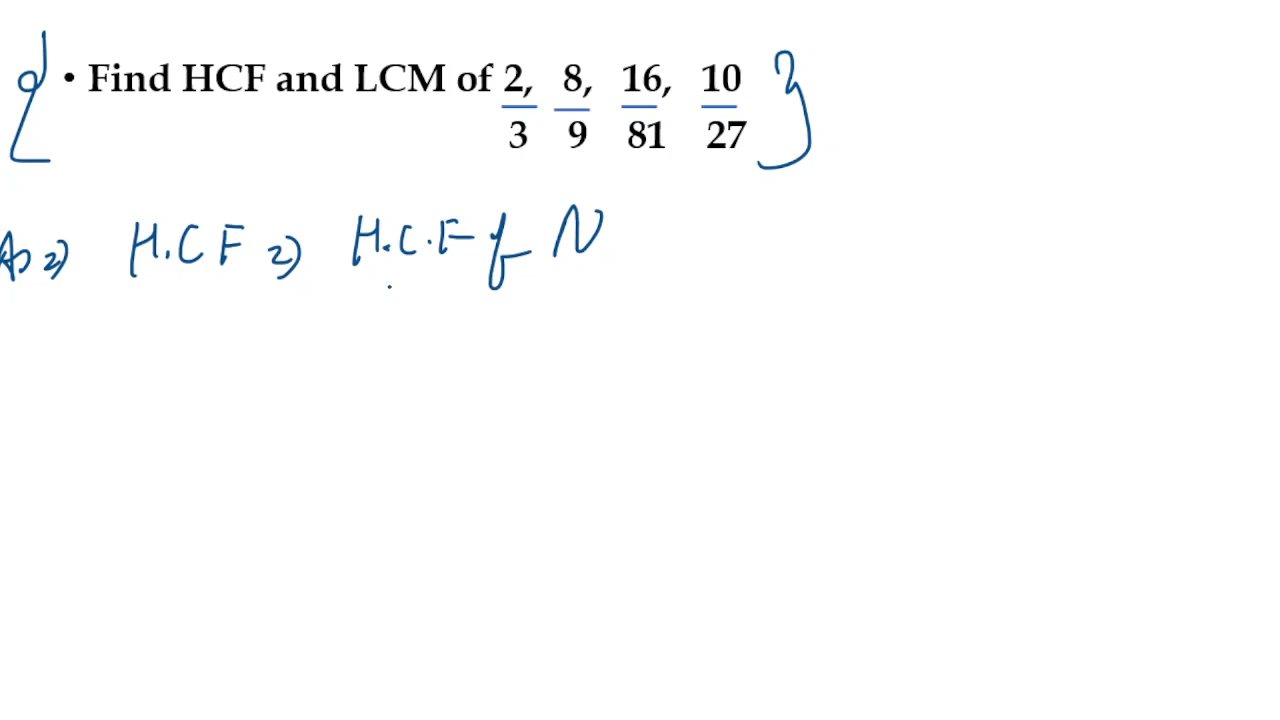 • Find HCF and LCM of 2, 8, 16, 10
3 9 81 27
H.C F H.C.F of N